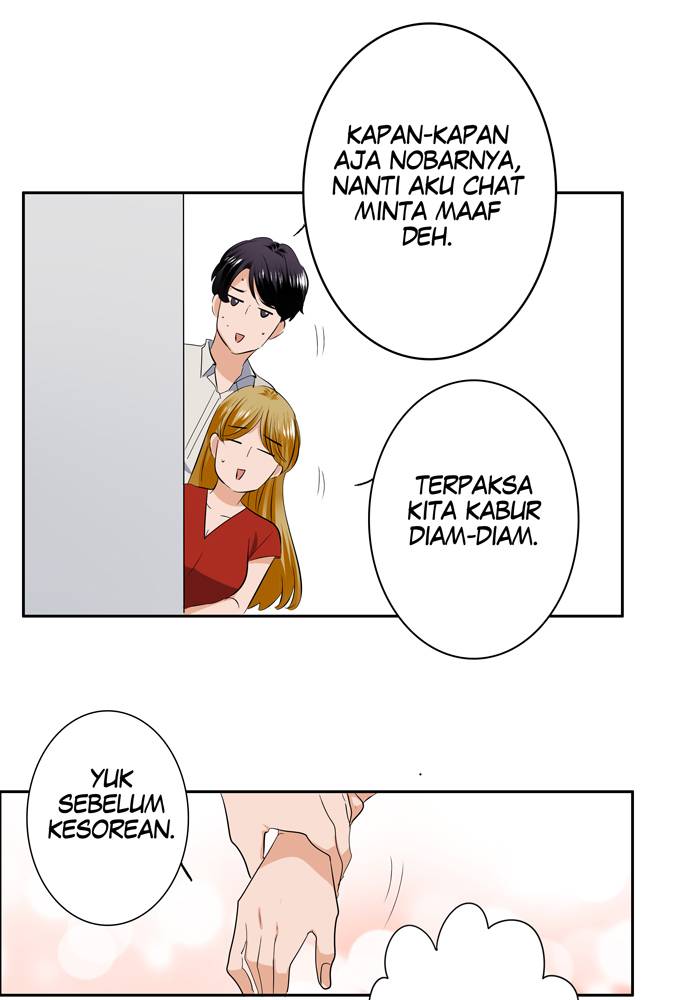 KAPAN-KAPAN
AJA NOBARNYA,
NANTI AKU CHAT
MINTA MAAF
DEH.
TERPAKSA
KITA KABUR
DIAM-DIAM.
YUK
SEBELUM
KESOREAN.